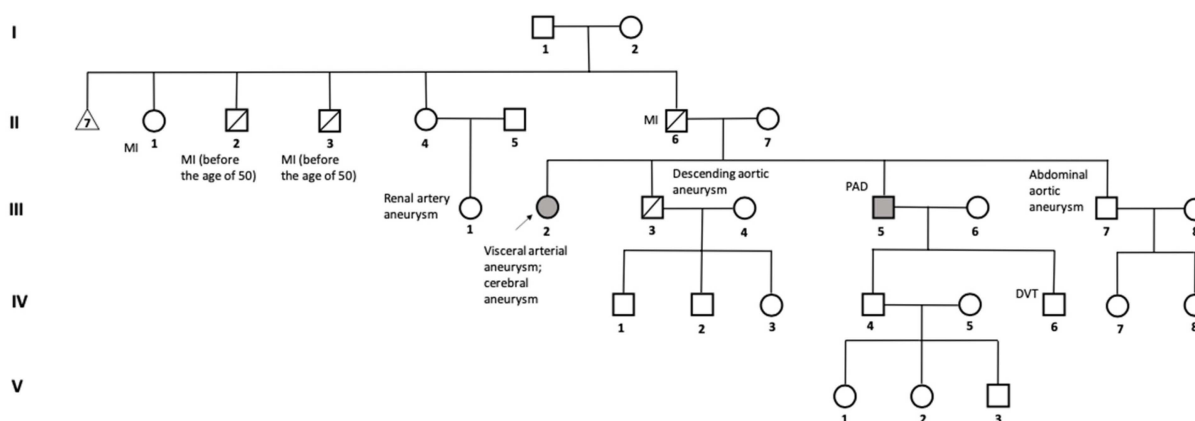 I
1 2
II
7
MI 1
2
MI (before
the age of 50)
3
MI (before
the age of 50)
4 5
MI 6 7
III
Renal artery
aneurysm
1
2
Visceral arterial
aneurysm;
cerebral
aneurysm
Descending aortic
aneurysm
3 4
PAD
5 6
Abdominal
aortic
aneurysm
7 8
IV
1 2 3
4 5
DVT
6
7 8
V
1 2 3